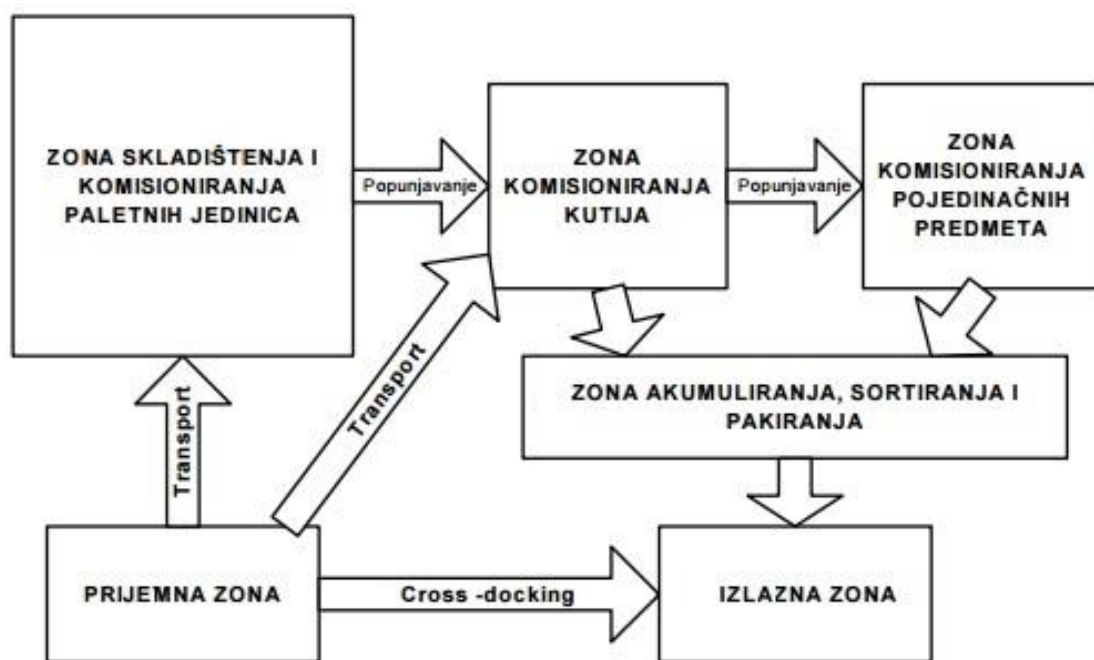 ZONA SKLADIŠTENJA I
KOMISIONIRANJA
PALETNIH JEDINICA
Popunjavanje
ZONA
KOMISIONIRANJA
KUTIJA
Popunjavanje
ZONA
KOMISIONIRANJA
POJEDINAČNIH
PREDMETA
Transport
Transport
ZONA AKUMULIRANJA, SORTIRANJA I
PAKIRANJA
PRIJEMNA ZONA
Cross -docking
IZLAZNA ZONA